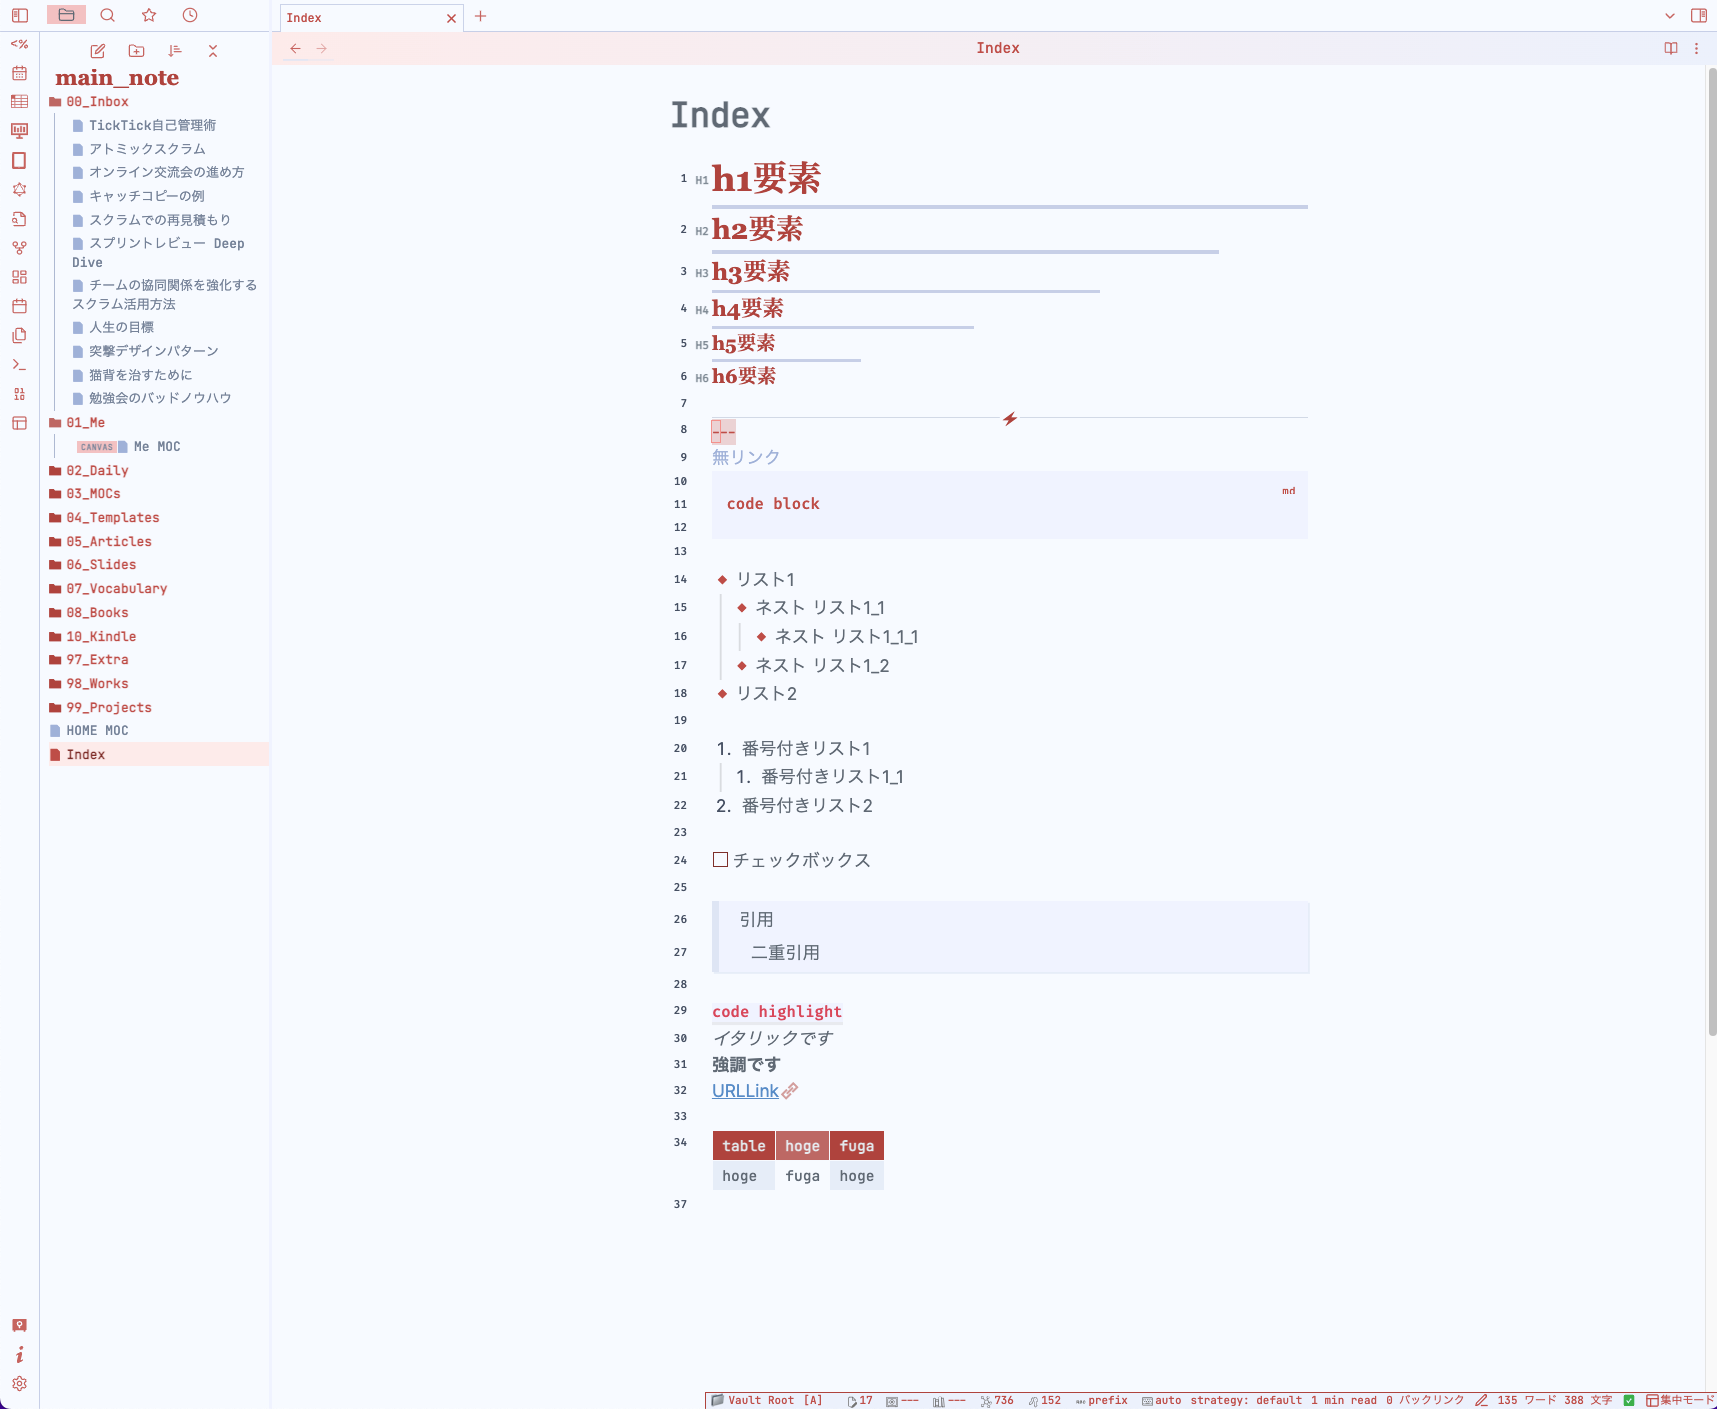 Index
<%
Index
main_note
00_Inbox
TickTick自己管理術
アトミックスクラム
オンライン交流会の進め方
キャッチコピーの例
スクラムでの再見積もり
スプリントレビュー Deep
Dive
チームの協同関係を強化する
スクラム活用方法
人生の目標
突撃デザインパターン
猫背を治すために
勉強会のバッドノウハウ
01_Me
CANVAS Me MOC
02_Daily
03_MOCs
04_Templates
05_Articles
06_Slides
07_Vocabulary
08_Books
10_Kindle
97_Extra
98_Works
99_Projects
HOME MOC
Index
Index
1 H1 h1要素
2 H2 h2要素
3 H3 h3要素
4 H4 h4要素
5 H5 h5要素
6 H6 h6要素
7
8 ---
9 無リンク
10
md
11 code block
12
13
14 リスト1
15 ネスト リスト1_1
16 ネスト リスト1_1_1
17 ネスト リスト1_2
18 リスト2
19
20 1. 番号付きリスト1
21 1. 番号付きリスト1_1
22 2. 番号付きリスト2
23
24 チェックボックス
25
26 引用
27 二重引用
28
29 code highlight
30 イタリックです
31 強調です
32 URLLink
33
34 table hoge fuga
hoge fuga hoge
37
Vault Root [A] 17 --- --- 736 152 prefix auto strategy: default 1 min read 0 バックリンク 135 ワード 388 文字 集中モード